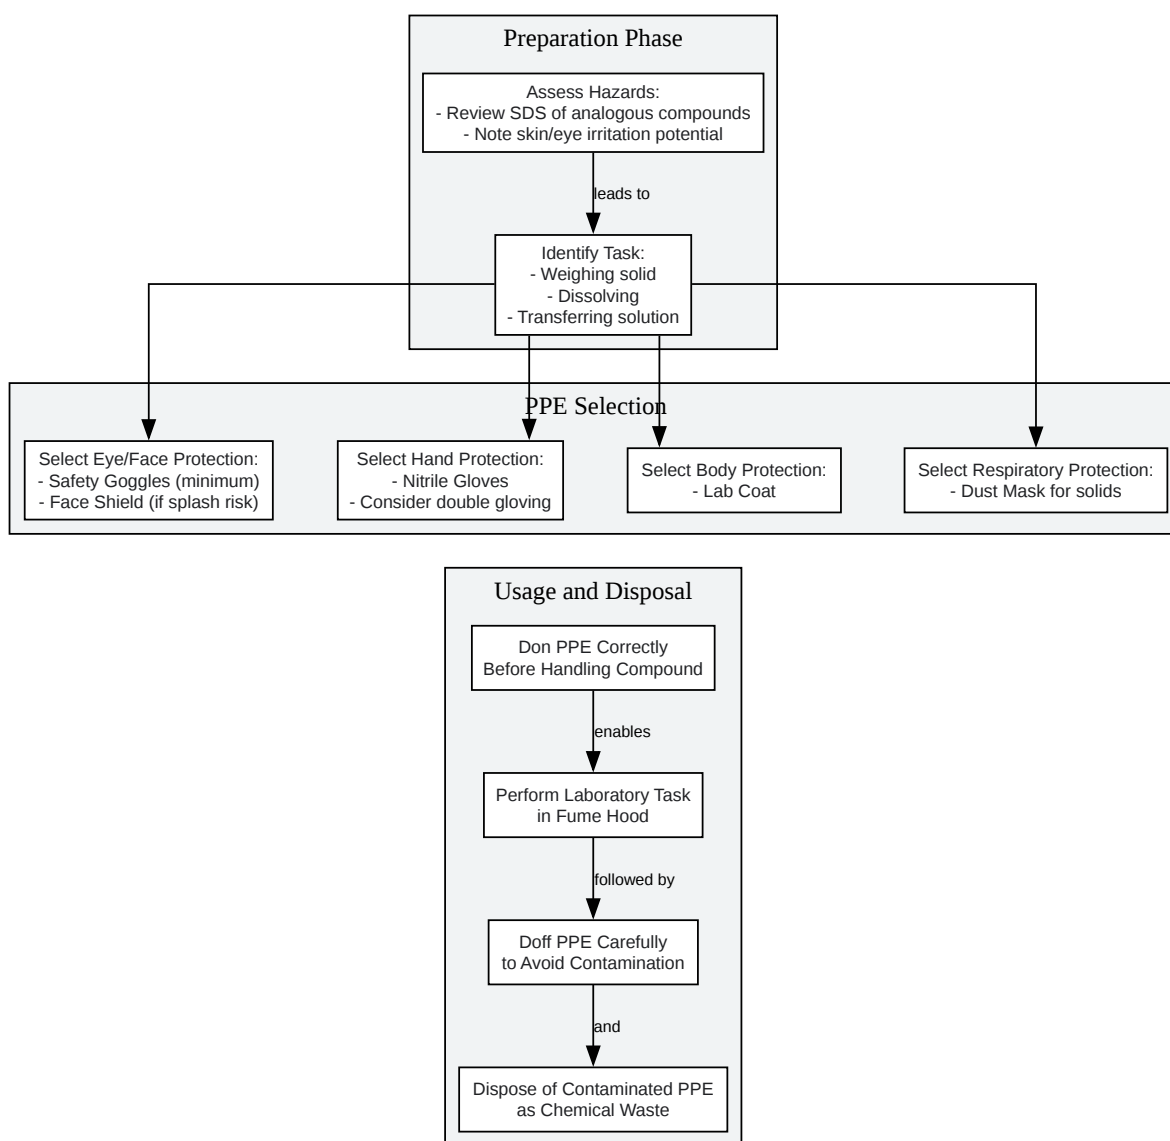 Preparation Phase
Assess Hazards:
- Review SDS of analogous compounds
- Note skin/eye irritation potential
leads to
Identify Task:
- Weighing solid
- Dissolving
- Transferring solution
PPE Selection
Select Eye/Face Protection:
- Safety Goggles (minimum)
- Face Shield (if splash risk)
Select Hand Protection:
- Nitrile Gloves
- Consider double gloving
Select Body Protection:
- Lab Coat
Select Respiratory Protection:
- Dust Mask for solids
Usage and Disposal
Don PPE Correctly
Before Handling Compound
enables
Perform Laboratory Task
in Fume Hood
followed by
Doff PPE Carefully
to Avoid Contamination
and
Dispose of Contaminated PPE
as Chemical Waste